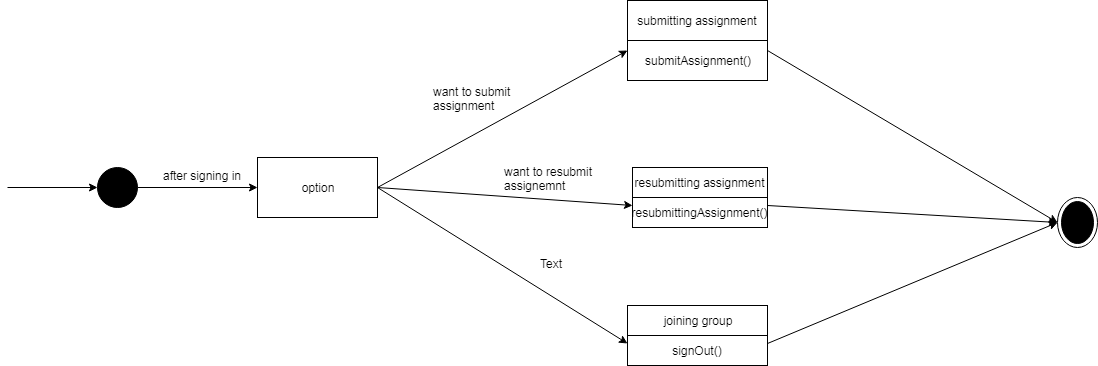 submitting assignment
submitAssignment()
want to submit
assignment
after signing in
option
want to resubmit
assignemnt
resubmitting assignment
resubmittingAssignment()
Text
joining group
signOut()